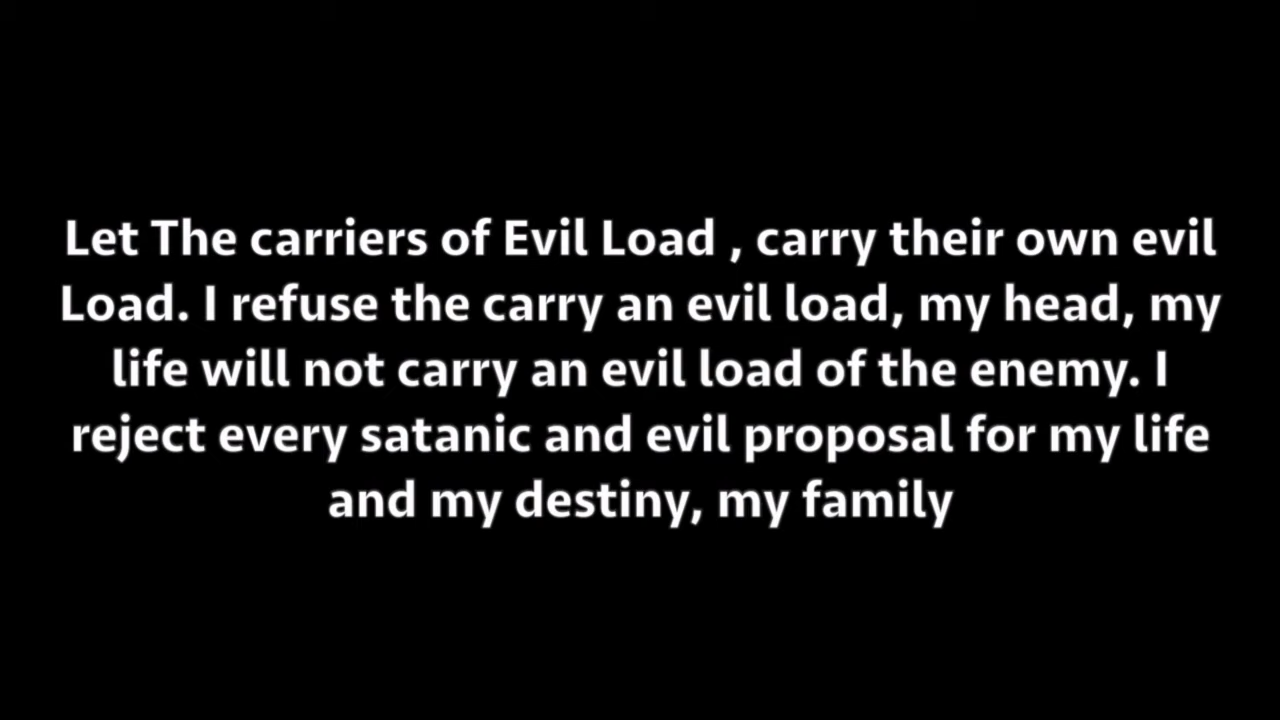 Let The carriers of Evil Load , carry their own evil
Load. I refuse the carry an evil load, my head, my
life will not carry an evil load of the enemy. I
reject every satanic and evil proposal for my life
and my destiny, my family